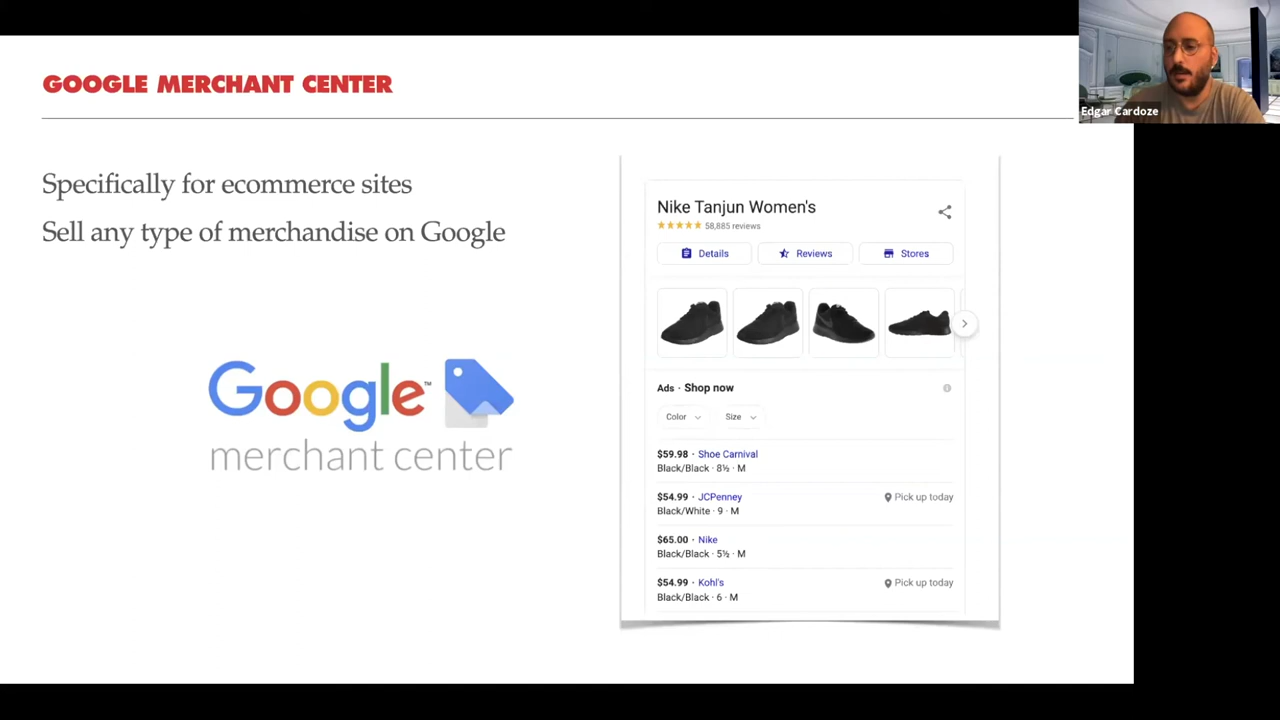 GOOGLE MERCHANT CENTER
Edgar Cardoze
Specifically for ecommerce sites
Sell any type of merchandise on Google
Google™
merchant center
Nike Tanjun Women's
58,885 reviews
Details
Reviews
Stores
Ads · Shop now
Color
Size
$59.98 · Shoe Carnival
Black/Black · 8½ · M
$54.99 · JCPenney
Pick up today
Black/White · 9 · M
$65.00 · Nike
Black/Black · 5½ · M
$54.99 · Kohl's
Pick up today
Black/Black · 6 · M